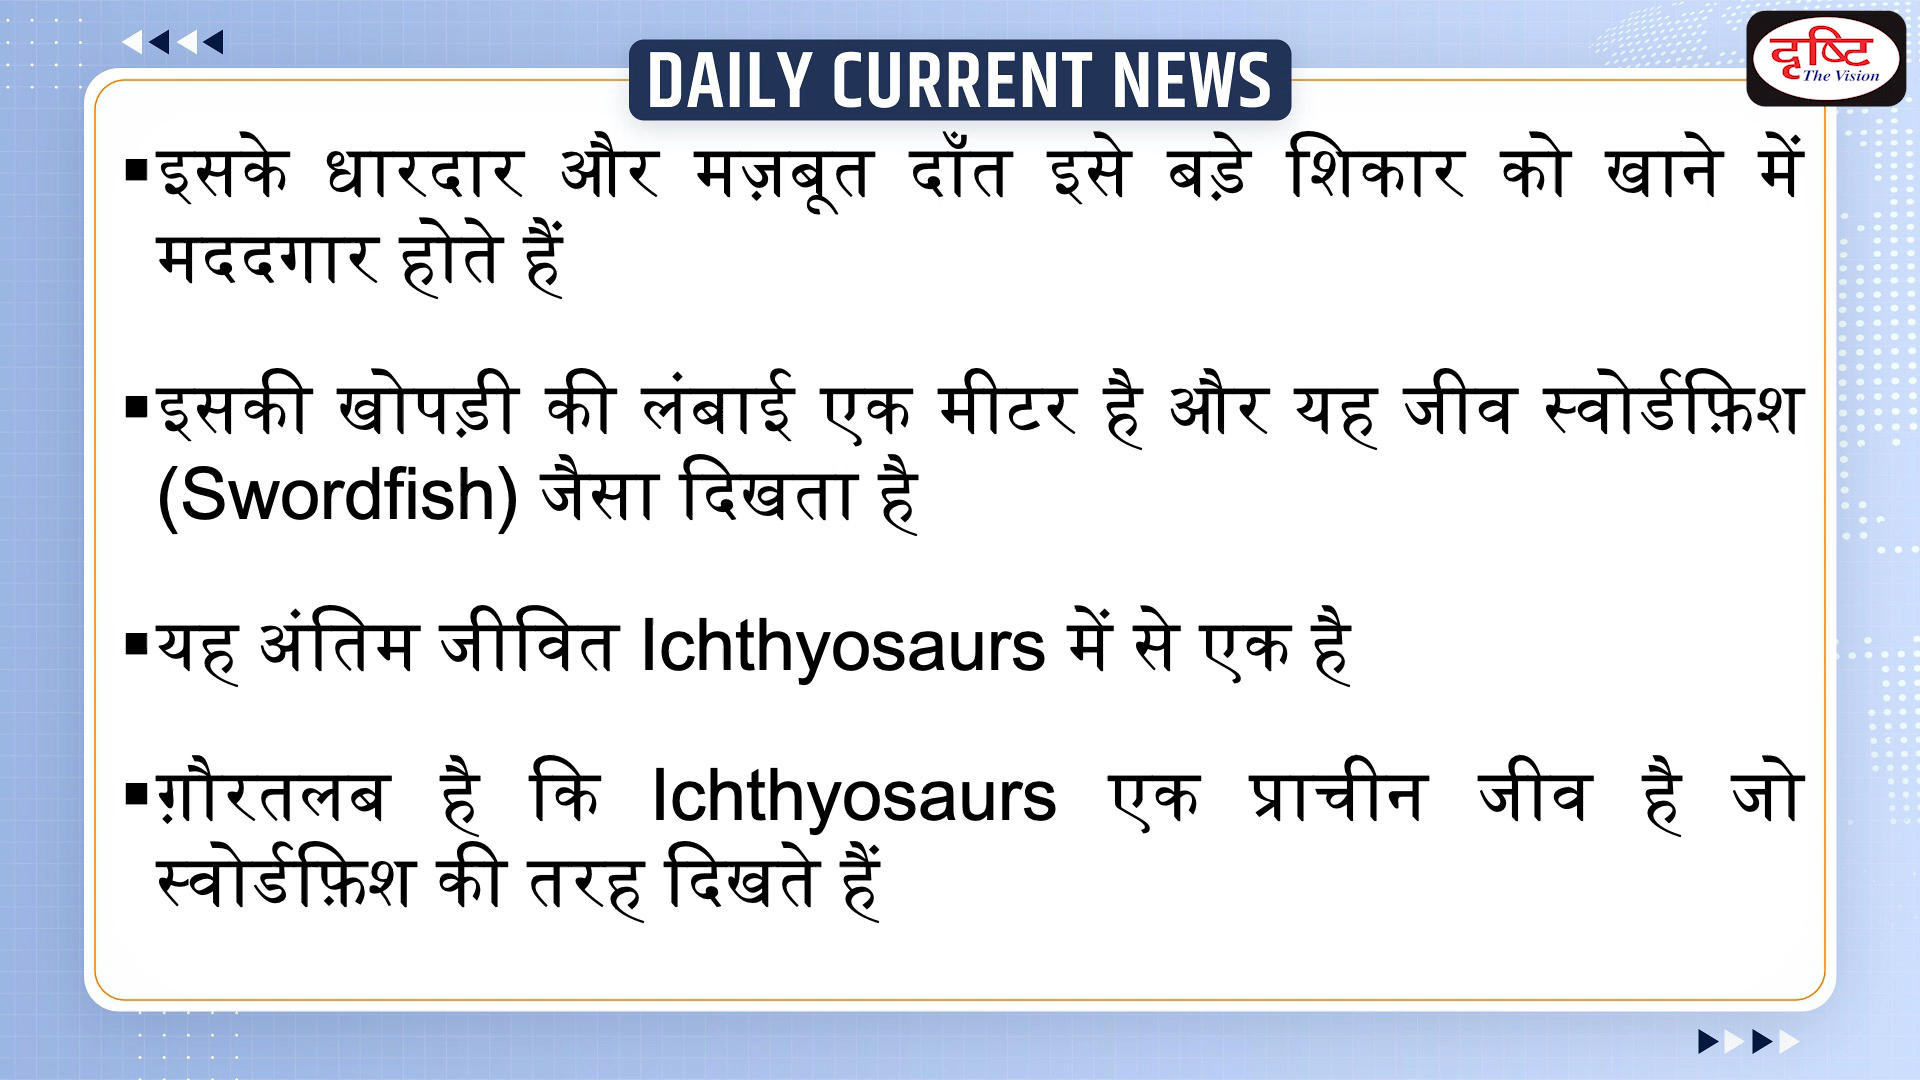 DAILY CURRENT NEWS
दृष्टि
The Vision
▪इसके धारदार और मज़बूत दाँत इसे बड़े शिकार को खाने में
मददगार होते हैं
▪इसकी खोपड़ी की लंबाई एक मीटर है और यह जीव स्वोर्डफ़िश
(Swordfish) जैसा दिखता है
▪यह अंतिम जीवित Ichthyosaurs में से एक है
▪ग़ौरतलब है कि Ichthyosaurs एक प्राचीन जीव है जो
स्वोर्डफ़िश की तरह दिखते हैं